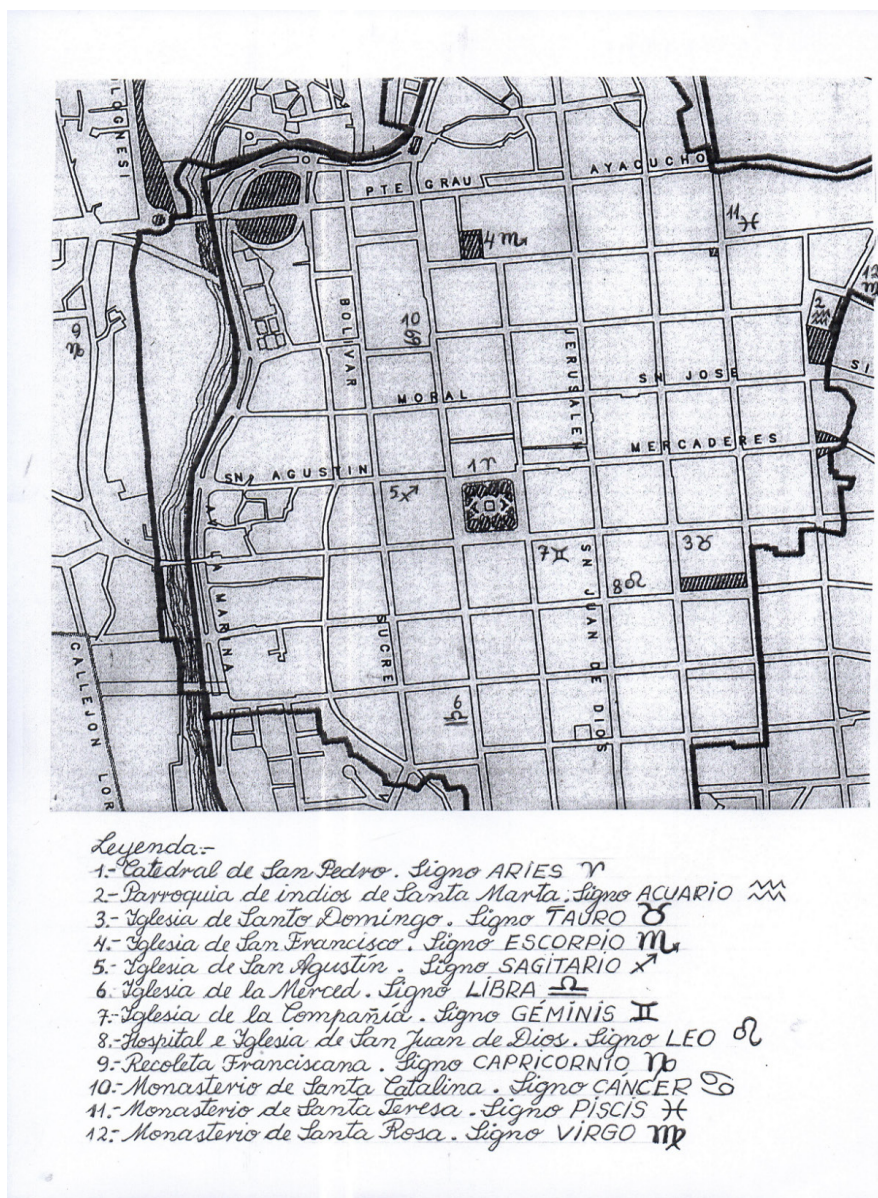 LOGNESI
PTE GRAU
AYACUCHO
11 ♓
4 ♏
12 ♍
2 ♒
9 ♑
BOLIVAR
10 ♋
JERUSALEN
SN JOSE
SI
MORAL
MERCADERES
1 ♈
SN AGUSTIN
5 ♐
AV LA MARINA
7 ♊
SN JUAN DE DIOS
3 ♉
8 ♌
SUCRE
CALLEJON LOR
6 ♎
Leyenda:-
1.- Catedral de San Pedro. Signo ARIES ♈
2.- Parroquia de indios de Santa Marta. Signo ACUARIO ♒
3.- Iglesia de Santo Domingo. Signo TAURO ♉
4.- Iglesia de San Francisco. Signo ESCORPIO ♏
5.- Iglesia de San Agustín. Signo SAGITARIO ♐
6.- Iglesia de la Merced. Signo LIBRA ♎
7.- Iglesia de la Compañia. Signo GÉMINIS ♊
8.- Hospital e Iglesia de San Juan de Dios. Signo LEO ♌
9.- Recoleta Franciscana. Signo CAPRICORNIO ♑
10.- Monasterio de Santa Catalina. Signo CÁNCER ♋
11.- Monasterio de Santa Teresa. Signo PISCIS ♓
12.- Monasterio de Santa Rosa. Signo VIRGO ♍